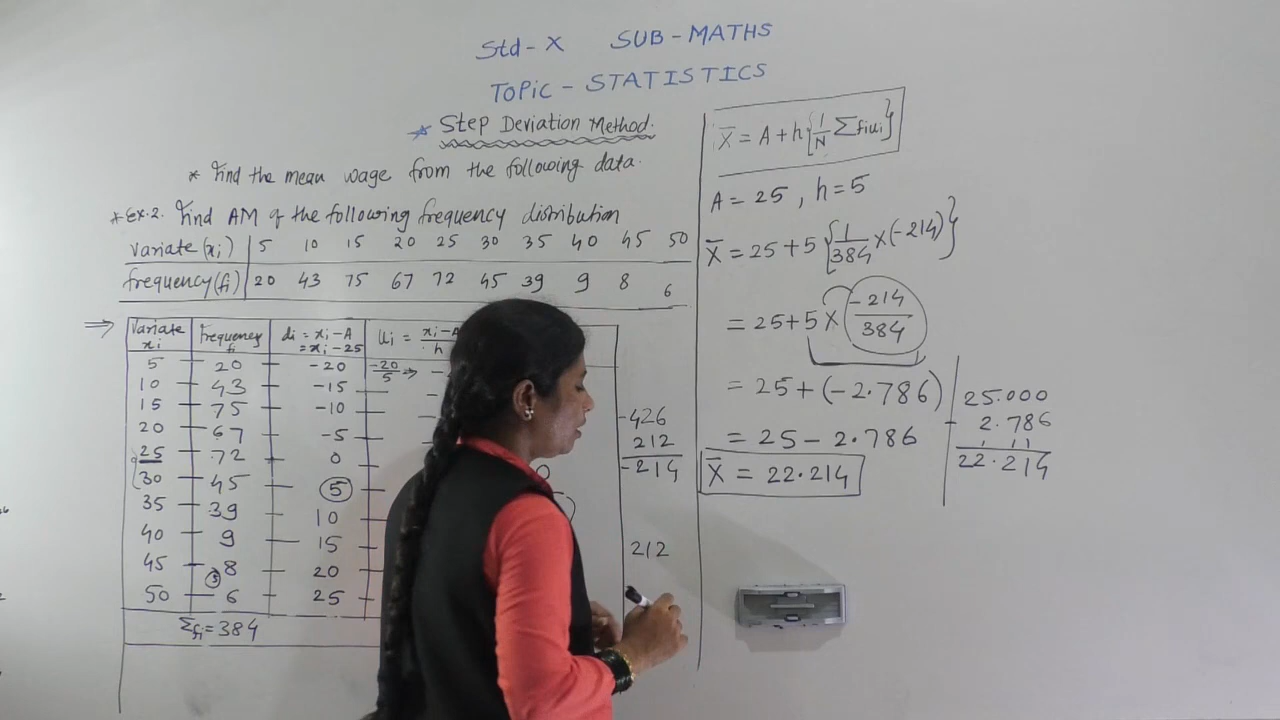 Std - X SUB - MATHS
TOPiC - STATISTICS
* Step Deviation Method.
* Find the mean wage from the following data.
* Ex. 2. Find AM of the following frequency distribution
variate (xi) 5 10 15 20 25 30 35 40 45 50
frequency (fi) 20 43 75 67 72 45 39 9 8 6
⇒ Variate xi | Frequency fi | di = xi - A = xi - 25 | ui = xi - A / h
5 20 -20 -20/5 →
10 43 -15
15 75 -10
20 67 -5
25 72 0
30 45 5
35 39 10
40 9 15
45 8 20
50 6 25
Σfi = 384
-426
212
-214
212
X̄ = A + h{1/N Σfiui}
A = 25 , h = 5
X̄ = 25 + 5 {1/384 × (-214)}
= 25 + 5 × -214/384
= 25 + (-2.786)
= 25 - 2.786
X̄ = 22.214
25.000
- 2.786
22.214